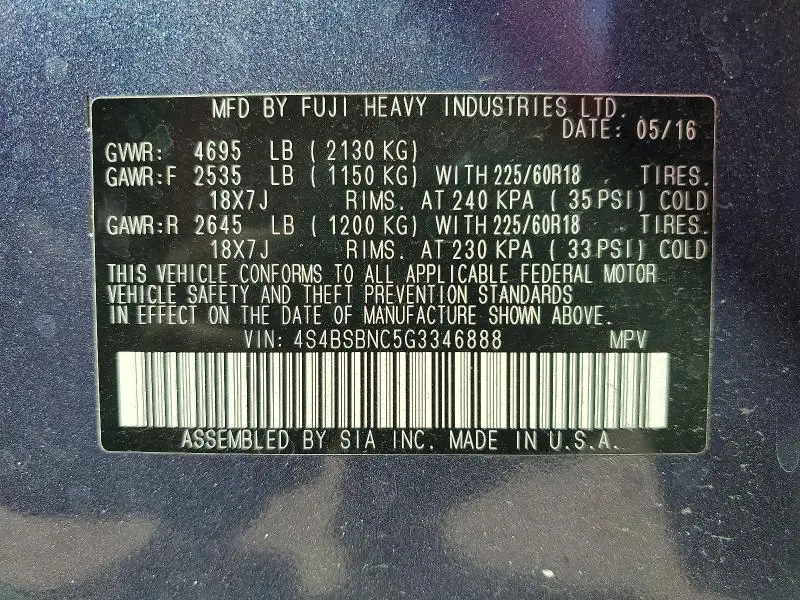 MFD BY FUJI HEAVY INDUSTRIES LTD.
DATE: 05/16
GVWR: 4695 LB ( 2130 KG)
GAWR:F 2535 LB ( 1150 KG) WITH 225/60R18 TIRES.
18X7J RIMS. AT 240 KPA ( 35 PSI) COLD
GAWR:R 2645 LB ( 1200 KG) WITH 225/60R18 TIRES.
18X7J RIMS. AT 230 KPA ( 33 PSI) COLD
THIS VEHICLE CONFORMS TO ALL APPLICABLE FEDERAL MOTOR
VEHICLE SAFETY AND THEFT PREVENTION STANDARDS
IN EFFECT ON THE DATE OF MANUFACTURE SHOWN ABOVE.
VIN: 4S4BSBNC5G3346888 MPV
ASSEMBLED BY SIA INC. MADE IN U.S.A.